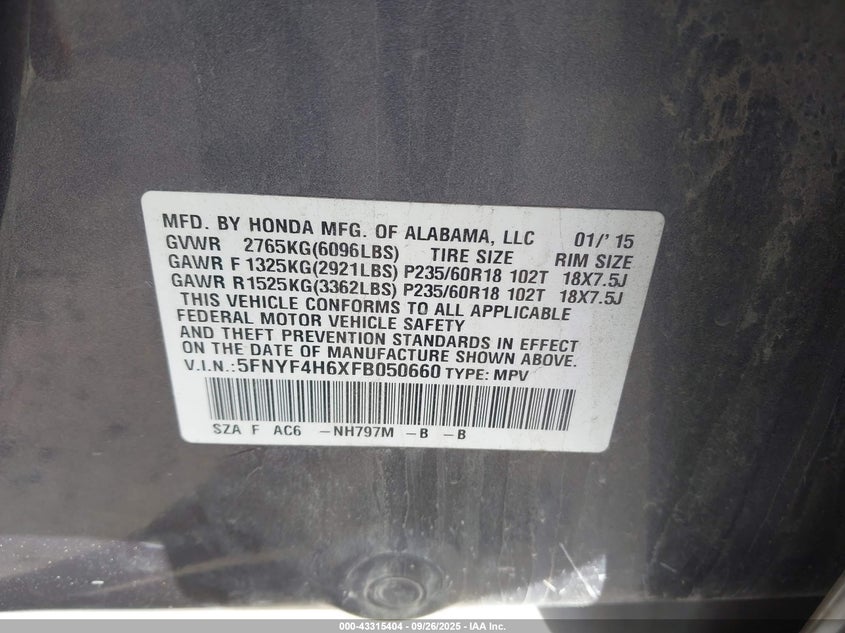 MFD. BY HONDA MFG. OF ALABAMA, LLC 01/' 15
GVWR 2765KG(6096LBS) TIRE SIZE RIM SIZE
GAWR F 1325KG(2921LBS) P235/60R18 102T 18X7.5J
GAWR R 1525KG(3362LBS) P235/60R18 102T 18X7.5J
THIS VEHICLE CONFORMS TO ALL APPLICABLE
FEDERAL MOTOR VEHICLE SAFETY
AND THEFT PREVENTION STANDARDS IN EFFECT
ON THE DATE OF MANUFACTURE SHOWN ABOVE.
V.I.N.:5FNYF4H6XFB050660 TYPE: MPV
SZA F AC6 -NH797M -B -B
000-43315404 - 09/26/2025 - IAA Inc.